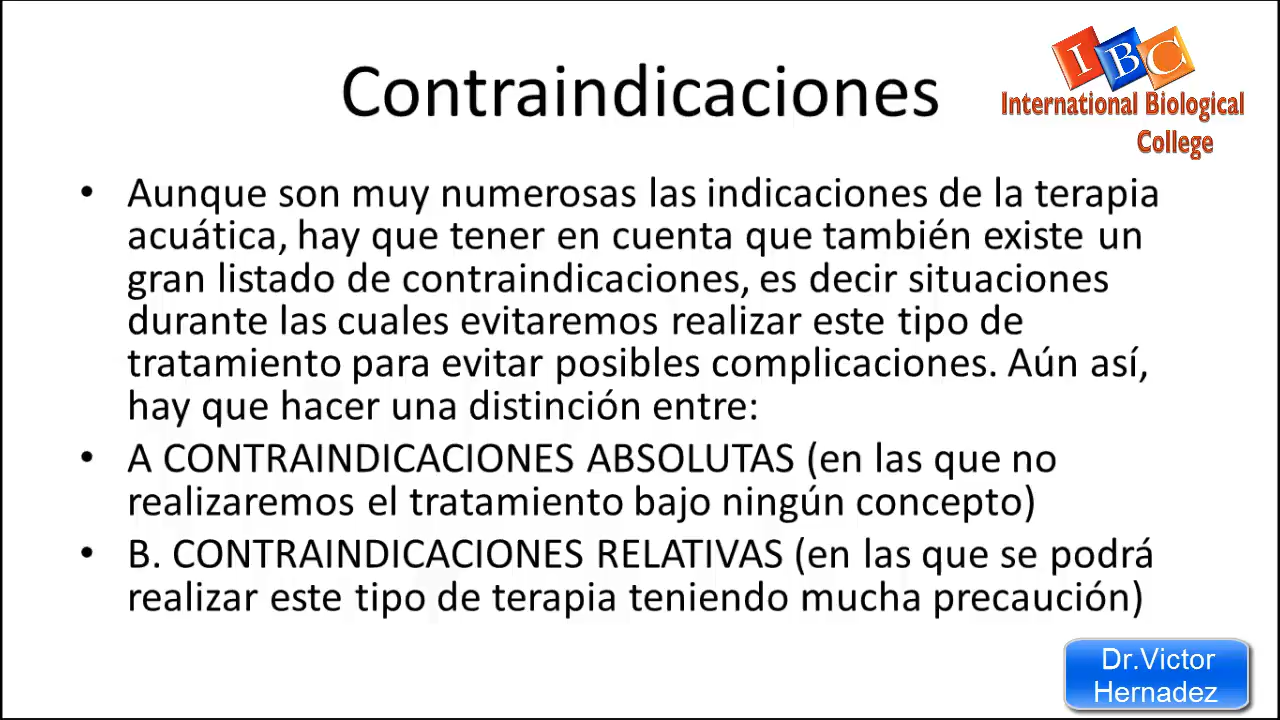 Contraindicaciones
IBC
International Biological
College
• Aunque son muy numerosas las indicaciones de la terapia
acuática, hay que tener en cuenta que también existe un
gran listado de contraindicaciones, es decir situaciones
durante las cuales evitaremos realizar este tipo de
tratamiento para evitar posibles complicaciones. Aún así,
hay que hacer una distinción entre:
• A CONTRAINDICACIONES ABSOLUTAS (en las que no
realizaremos el tratamiento bajo ningún concepto)
• B. CONTRAINDICACIONES RELATIVAS (en las que se podrá
realizar este tipo de terapia teniendo mucha precaución)
Dr.Victor
Hernadez